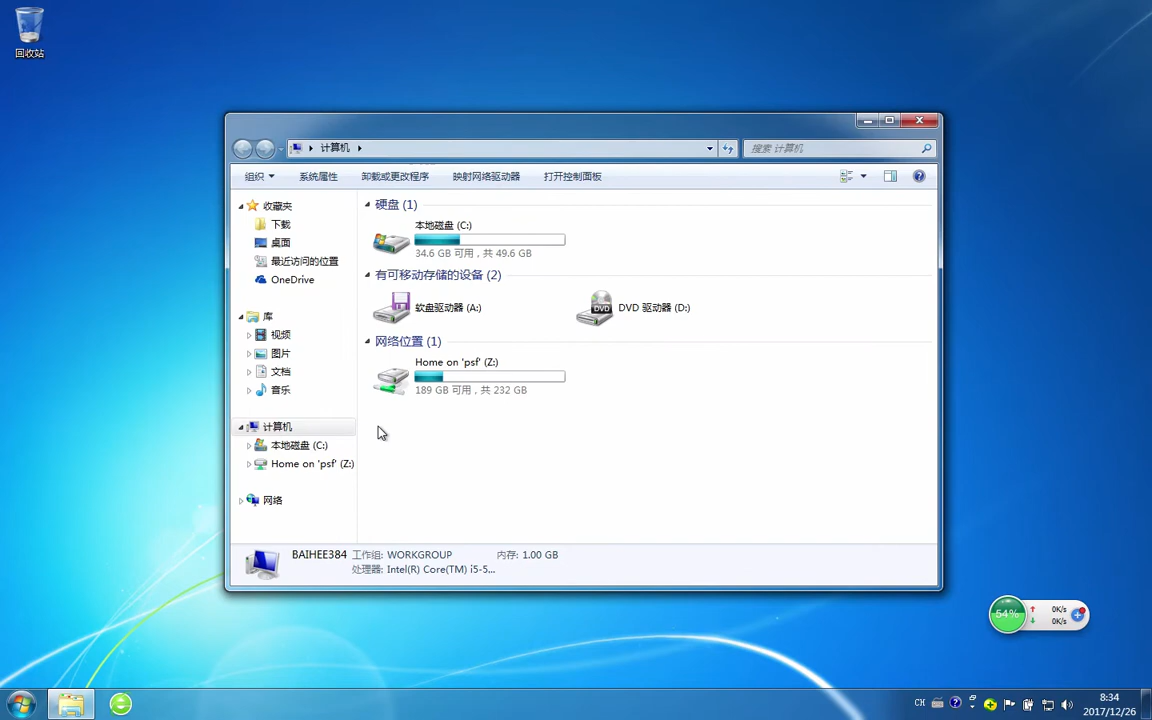 回收站
计算机
搜索 计算机
组织
系统属性
卸载或更改程序
映射网络驱动器
打开控制面板
收藏夹
下载
桌面
最近访问的位置
OneDrive
库
视频
图片
文档
音乐
计算机
本地磁盘 (C:)
Home on 'psf' (Z:)
网络
硬盘 (1)
本地磁盘 (C:)
34.6 GB 可用，共 49.6 GB
有可移动存储的设备 (2)
软盘驱动器 (A:)
DVD
DVD 驱动器 (D:)
网络位置 (1)
Home on 'psf' (Z:)
189 GB 可用，共 232 GB
BAIHEE384 工作组: WORKGROUP 内存: 1.00 GB
处理器: Intel(R) Core(TM) i5-5...
54%
0K/s
0K/s
CH
8:34
2017/12/26